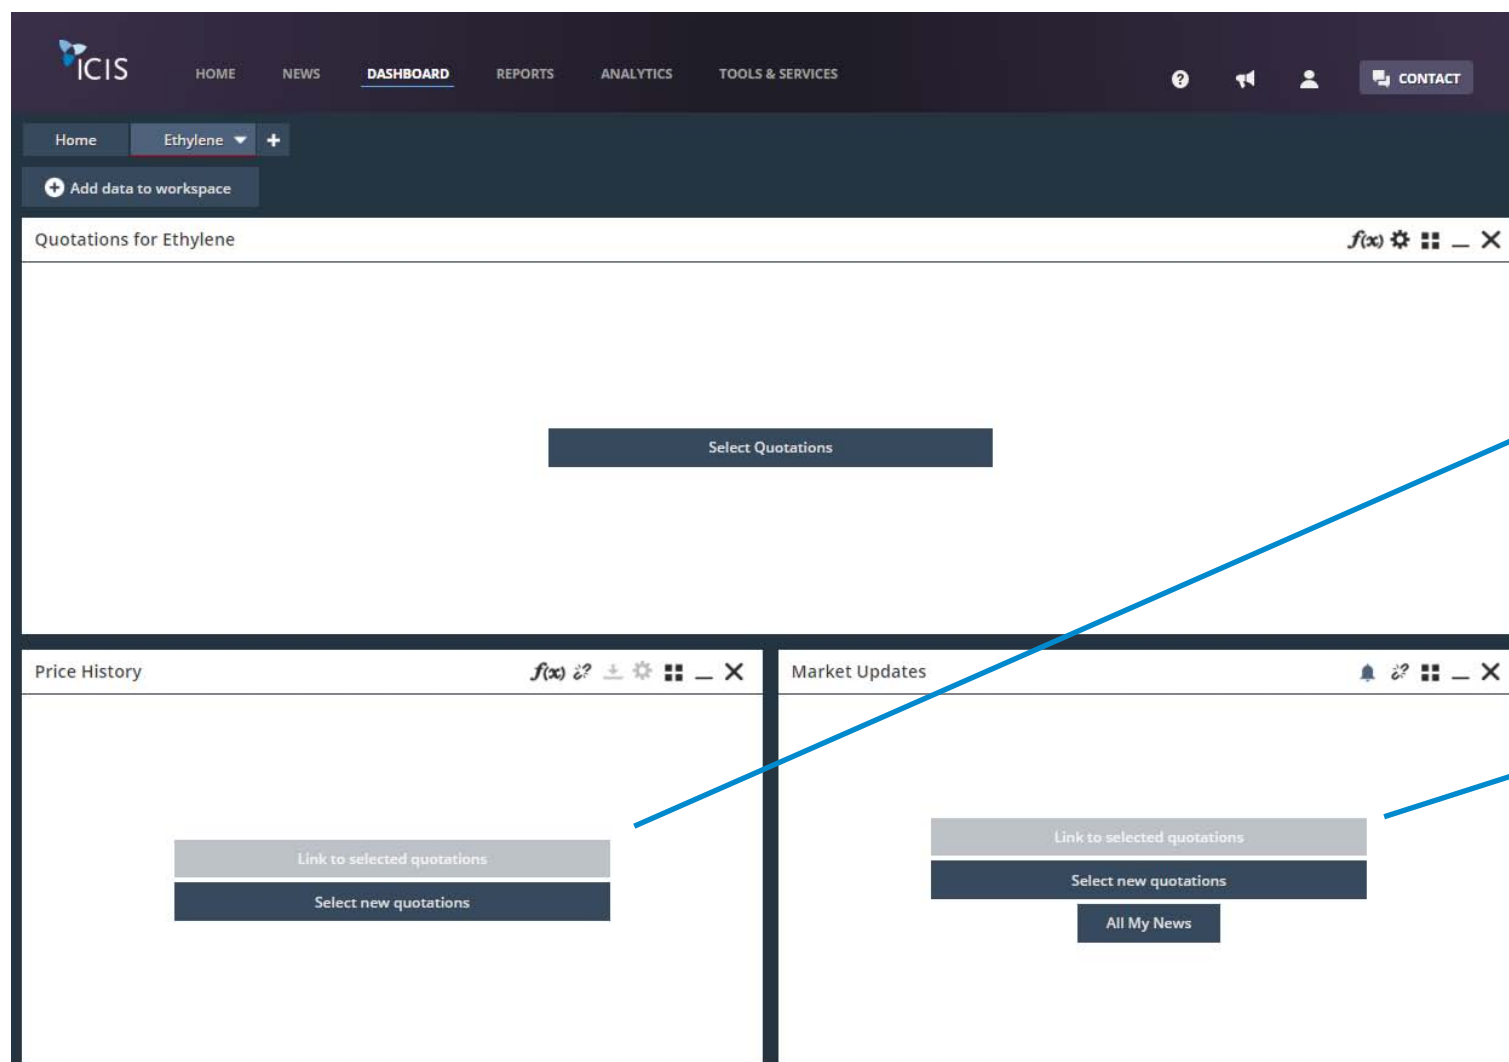 ICIS
HOME NEWS DASHBOARD REPORTS ANALYTICS TOOLS & SERVICES ? CONTACT
Home Ethylene +
+ Add data to workspace
Quotations for Ethylene f(x)
Select Quotations
Price History f(x) ¿?
Link to selected quotations
Select new quotations
Market Updates ¿?
Link to selected quotations
Select new quotations
All My News